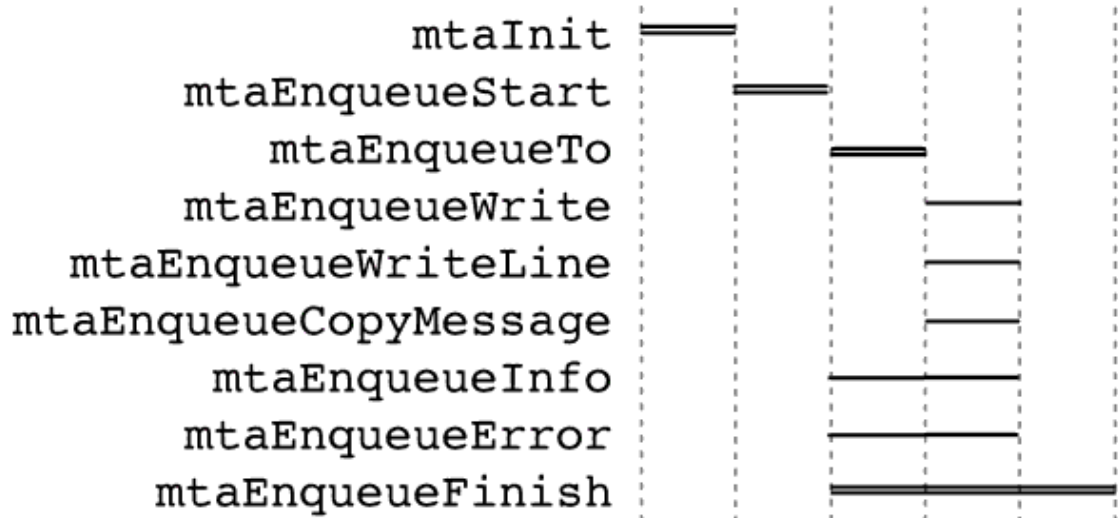 mtaInit
mtaEnqueueStart
mtaEnqueueTo
mtaEnqueueWrite
mtaEnqueueWriteLine
mtaEnqueueCopyMessage
mtaEnqueueInfo
mtaEnqueueError
mtaEnqueueFinish